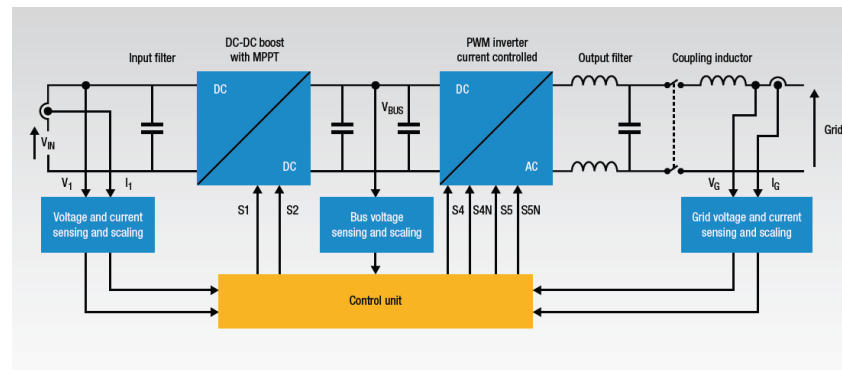 DC-DC boost
with MPPT
PWM inverter
current controlled
Input filter
Output filter
Coupling inductor
DC
DC
VBUS
DC
AC
VIN
Grid
V1
I1
S1
S2
S4
S4N
S5
S5N
VG
IG
Voltage and current
sensing and scaling
Bus voltage
sensing and scaling
Grid voltage and current
sensing and scaling
Control unit